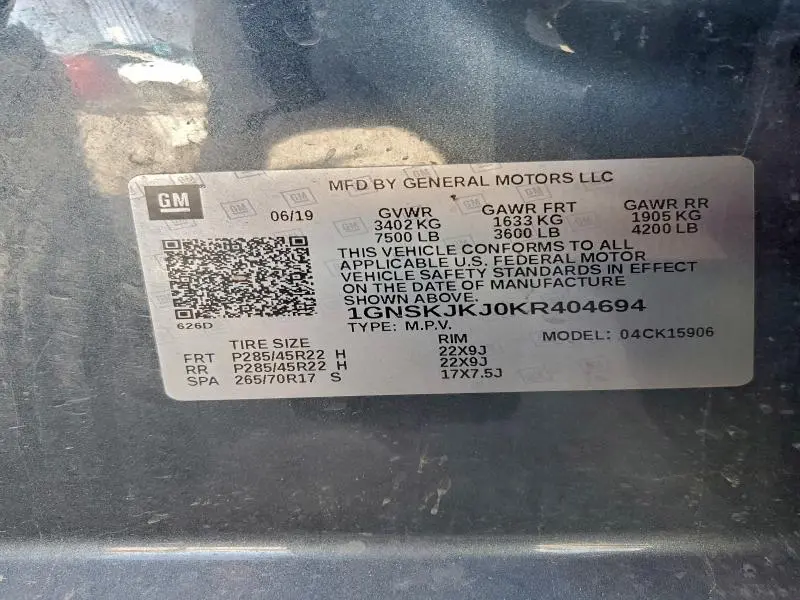 MFD BY GENERAL MOTORS LLC
GM
06/19
GVWR GAWR FRT GAWR RR
3402 KG 1633 KG 1905 KG
7500 LB 3600 LB 4200 LB
THIS VEHICLE CONFORMS TO ALL
APPLICABLE U.S. FEDERAL MOTOR
VEHICLE SAFETY STANDARDS IN EFFECT
ON THE DATE OF MANUFACTURE
SHOWN ABOVE.
626D
1GNSKJKJ0KR404694
TYPE: M.P.V. MODEL: 04CK15906
TIRE SIZE RIM
FRT P285/45R22 H 22X9J
RR P285/45R22 H 22X9J
SPA 265/70R17 S 17X7.5J